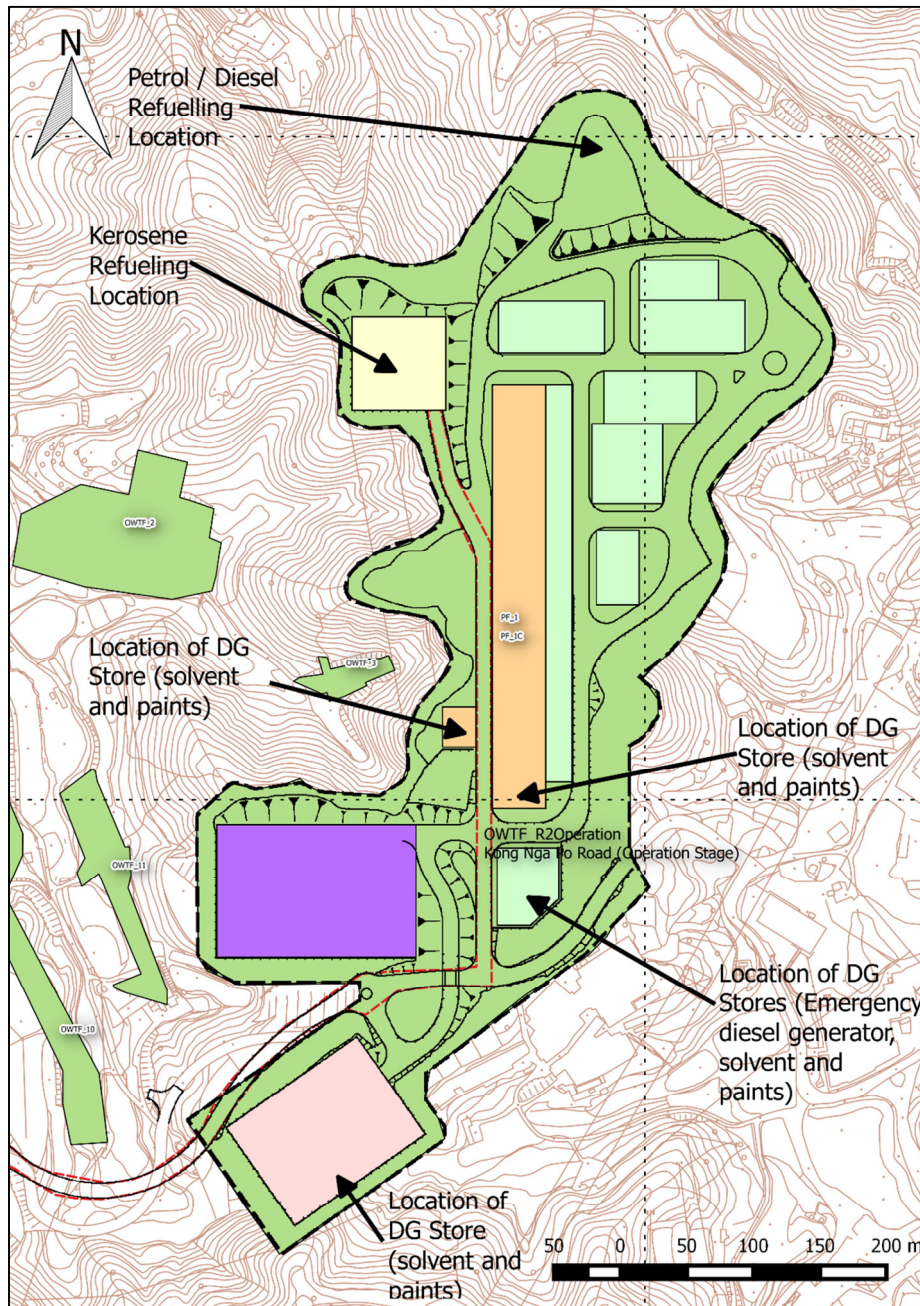 N
Petrol / Diesel
Refuelling
Location
Kerosene
Refueling
Location
OWTF_2
PF_1
PF_1C
Location of DG
Store (solvent
and paints)
OWTF_3
Location of DG
Store (solvent
and paints)
OWTF_R2Operation
Kong Nga Po Road (Operation Stage)
OWTF_11
Location of DG
Stores (Emergency
diesel generator,
solvent and
paints)
OWTF_10
Location of
DG Store
(solvent and
paints)
50 0 50 100 150 200 m